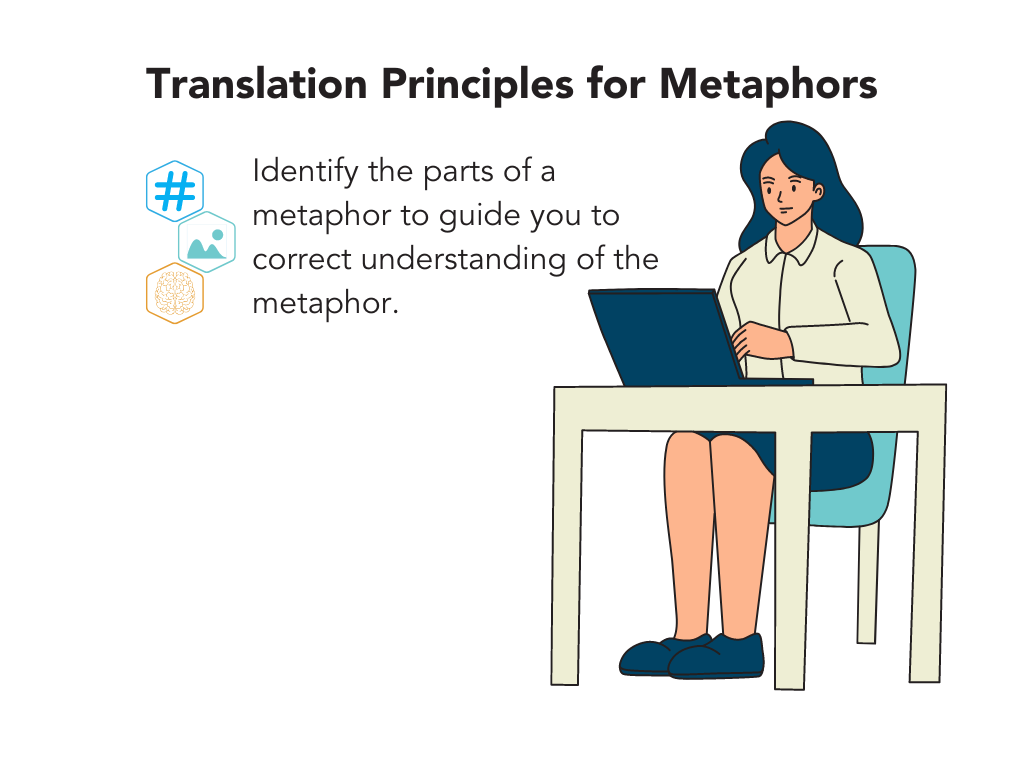 Translation Principles for Metaphors
Identify the parts of a
metaphor to guide you to
correct understanding of the
metaphor.